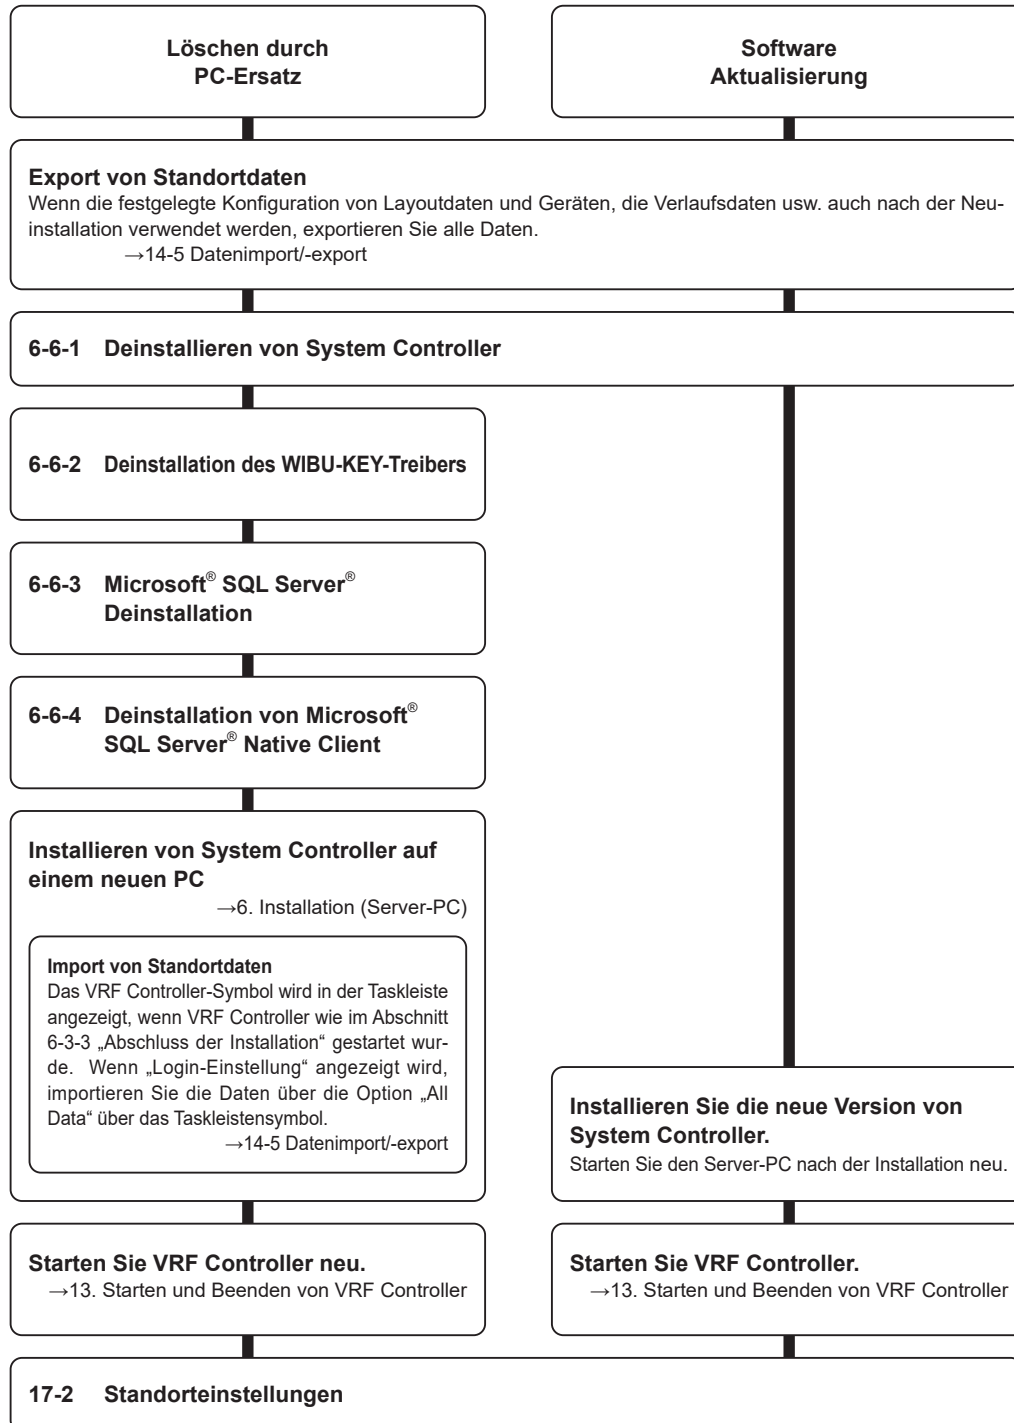 Löschen durch
PC-Ersatz
Software
Aktualisierung
Export von Standortdaten
Wenn die festgelegte Konfiguration von Layoutdaten und Geräten, die Verlaufsdaten usw. auch nach der Neu-
installation verwendet werden, exportieren Sie alle Daten.
→14-5 Datenimport/-export
6-6-1 Deinstallieren von System Controller
6-6-2 Deinstallation des WIBU-KEY-Treibers
6-6-3 Microsoft® SQL Server®
Deinstallation
6-6-4 Deinstallation von Microsoft®
SQL Server® Native Client
Installieren von System Controller auf
einem neuen PC
→6. Installation (Server-PC)
Import von Standortdaten
Das VRF Controller-Symbol wird in der Taskleiste
angezeigt, wenn VRF Controller wie im Abschnitt
6-3-3 „Abschluss der Installation“ gestartet wur-
de. Wenn „Login-Einstellung“ angezeigt wird,
importieren Sie die Daten über die Option „All
Data“ über das Taskleistensymbol.
→14-5 Datenimport/-export
Installieren Sie die neue Version von
System Controller.
Starten Sie den Server-PC nach der Installation neu.
Starten Sie VRF Controller neu.
→13. Starten und Beenden von VRF Controller
Starten Sie VRF Controller.
→13. Starten und Beenden von VRF Controller
17-2 Standorteinstellungen